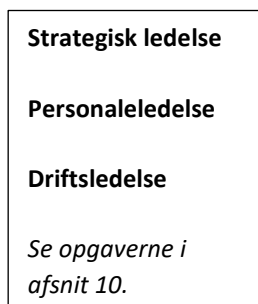 Strategisk ledelse
Personaleledelse
Driftsledelse
Se opgaverne i
afsnit 10.